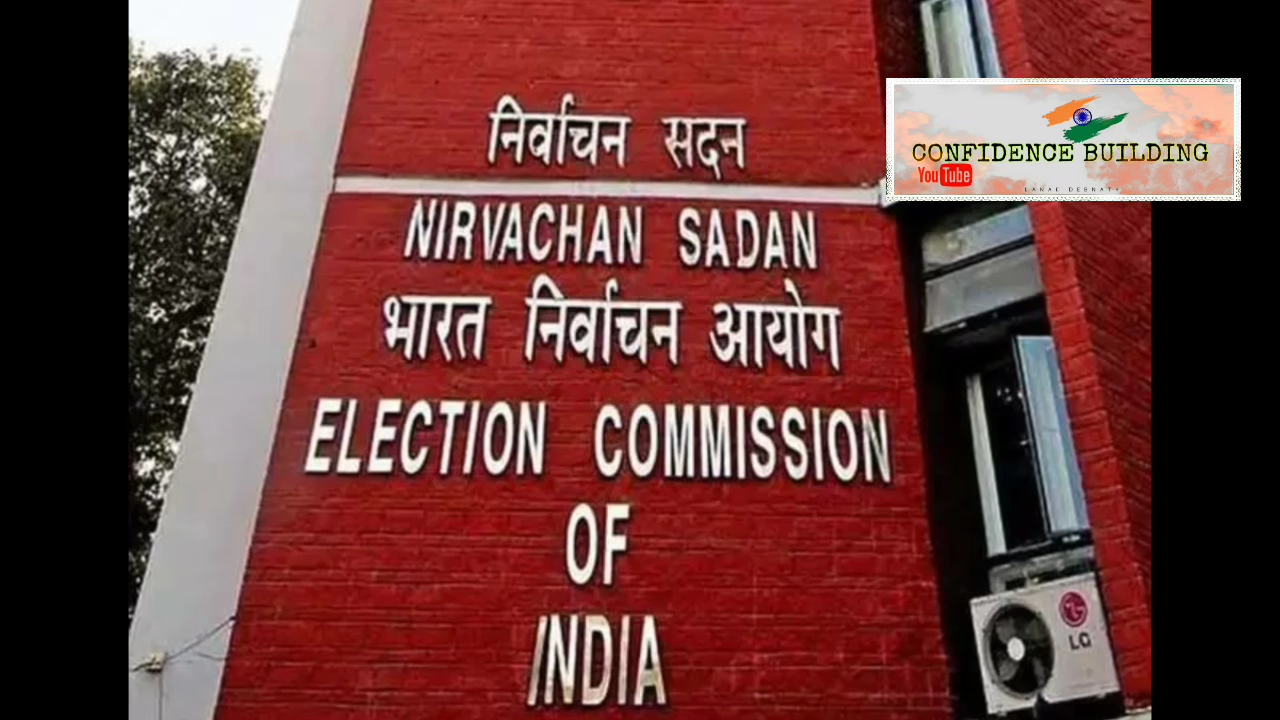 निर्वाचन सदन
NIRVACHAN SADAN
भारत निर्वाचन आयोग
ELECTION COMMISSION
OF
INDIA
CONFIDENCE BUILDING
YouTube
LG